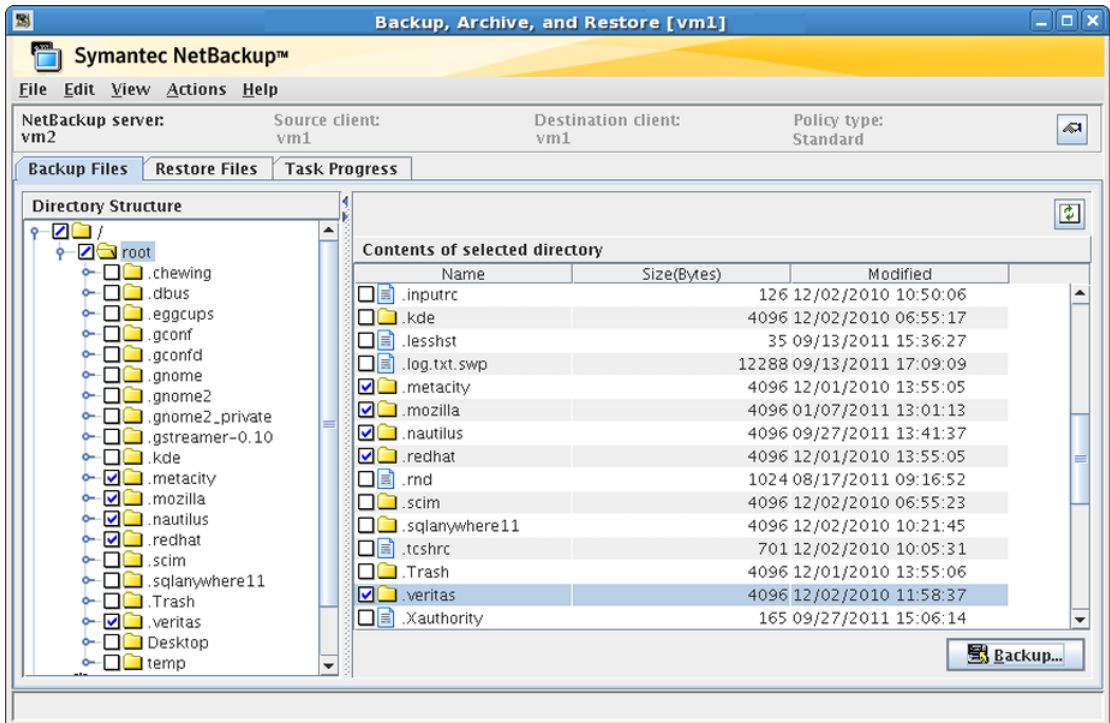 Backup, Archive, and Restore [vm1]
Symantec NetBackup™
File Edit View Actions Help
NetBackup server: Source client: Destination client: Policy type:
vm2 vm1 vm1 Standard
Backup Files Restore Files Task Progress
Directory Structure
/
root
.chewing
.dbus
.eggcups
.gconf
.gconfd
.gnome
.gnome2
.gnome2_private
.gstreamer-0.10
.kde
.metacity
.mozilla
.nautilus
.redhat
.scim
.sqlanywhere11
.Trash
.veritas
Desktop
temp
Contents of selected directory
Name Size(Bytes) Modified
.inputrc 126 12/02/2010 10:50:06
.kde 4096 12/02/2010 06:55:17
.lesshst 35 09/13/2011 15:36:27
.log.txt.swp 12288 09/13/2011 17:09:09
.metacity 4096 12/01/2010 13:55:05
.mozilla 4096 01/07/2011 13:01:13
.nautilus 4096 09/27/2011 13:41:37
.redhat 4096 12/01/2010 13:55:05
.rnd 1024 08/17/2011 09:16:52
.scim 4096 12/02/2010 06:55:23
.sqlanywhere11 4096 12/02/2010 10:21:45
.tcshrc 701 12/02/2010 10:05:31
.Trash 4096 12/01/2010 13:55:06
.veritas 4096 12/02/2010 11:58:37
.Xauthority 165 09/27/2011 15:06:14
Backup...